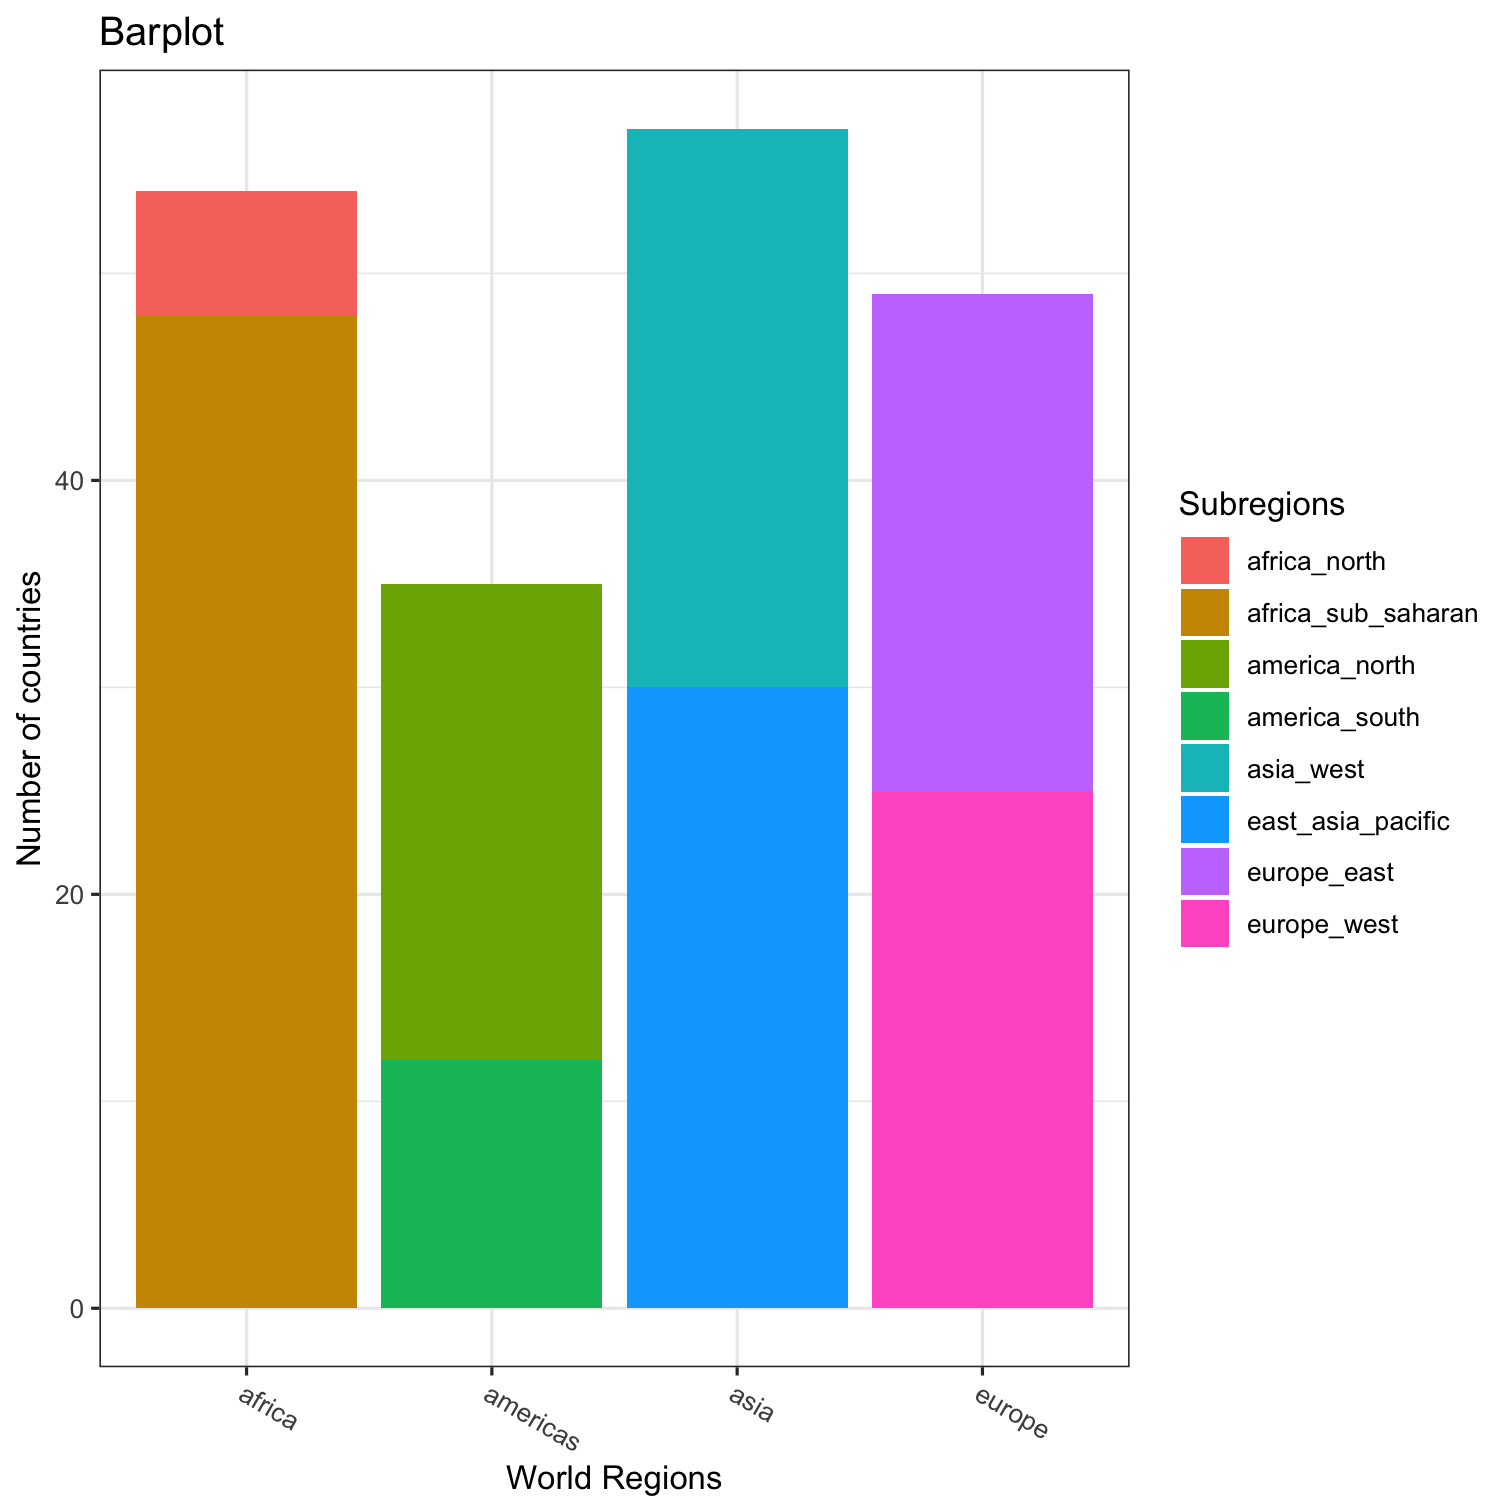 Barplot
Number of countries
40
20
0
africa
americas
asia
europe
World Regions
Subregions
africa_north
africa_sub_saharan
america_north
america_south
asia_west
east_asia_pacific
europe_east
europe_west